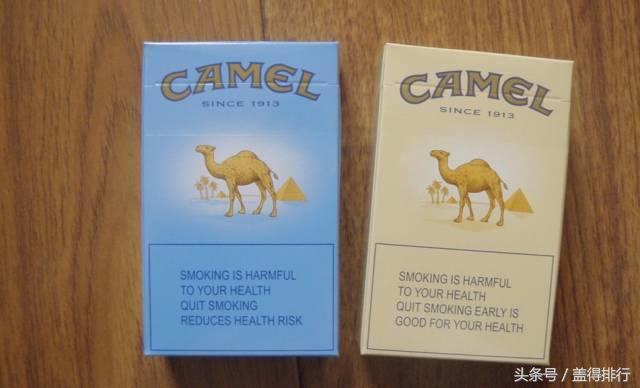 CAMEL
SINCE 1913
SMOKING IS HARMFUL
TO YOUR HEALTH
QUIT SMOKING
REDUCES HEALTH RISK
CAMEL
SINCE 1913
SMOKING IS HARMFUL
TO YOUR HEALTH
QUIT SMOKING EARLY IS
GOOD FOR YOUR HEALTH
头条号／盖得排行